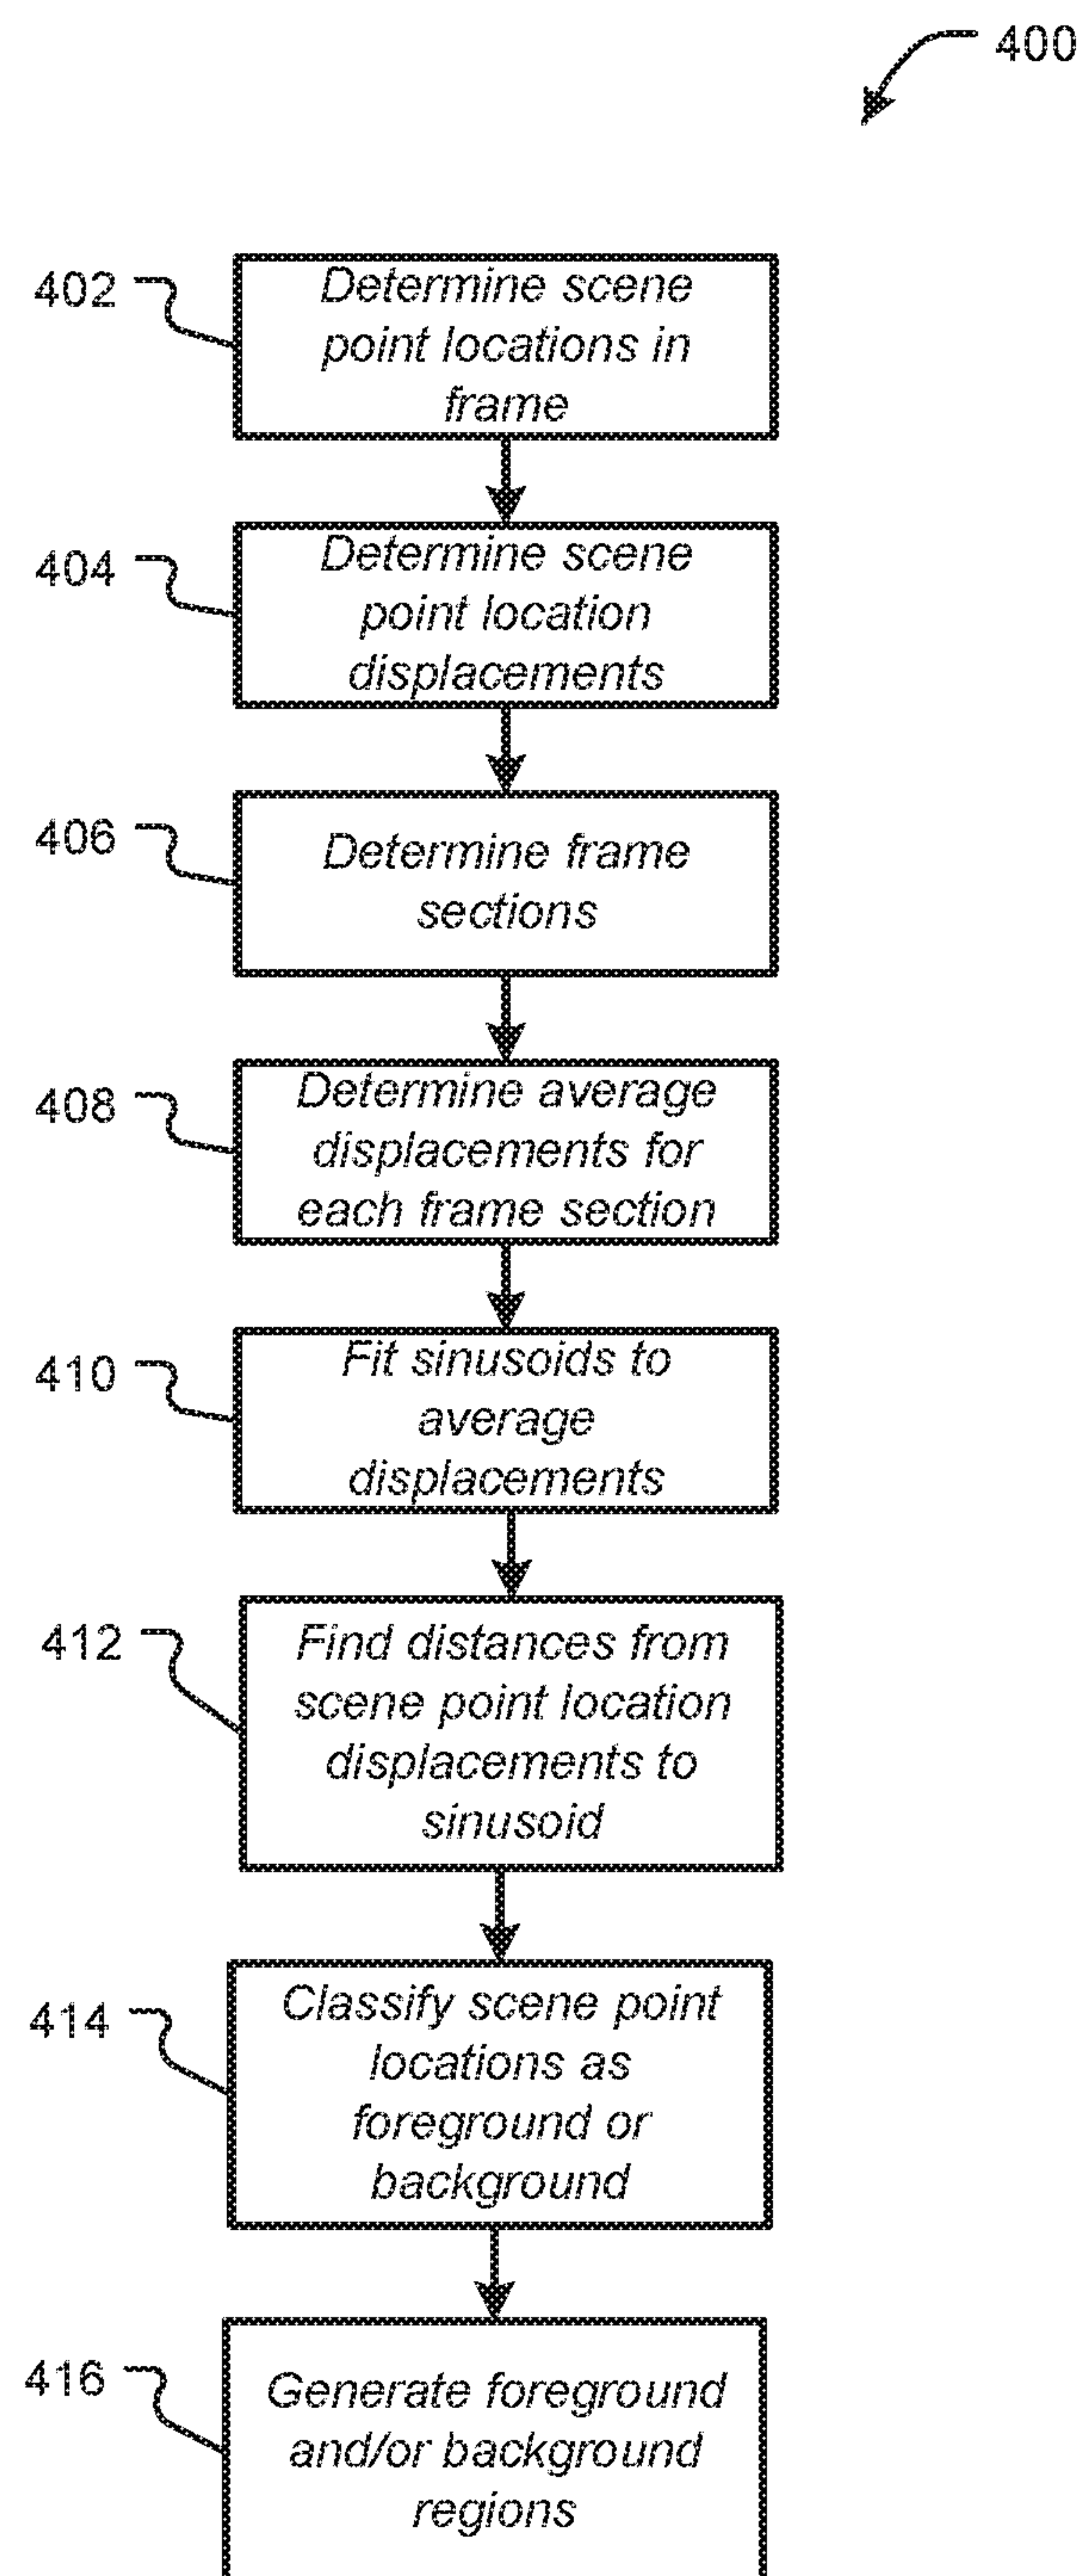 400
402
Determine scene
point locations in
frame
404
Determine scene
point location
displacements
406
Determine frame
sections
408
Determine average
displacements for
each frame section
410
Fit sinusoids to
average
displacements
412
Find distances from
scene point location
displacements to
sinusoid
414
Classify scene point
locations as
foreground or
background
416
Generate foreground
and/or background
regions